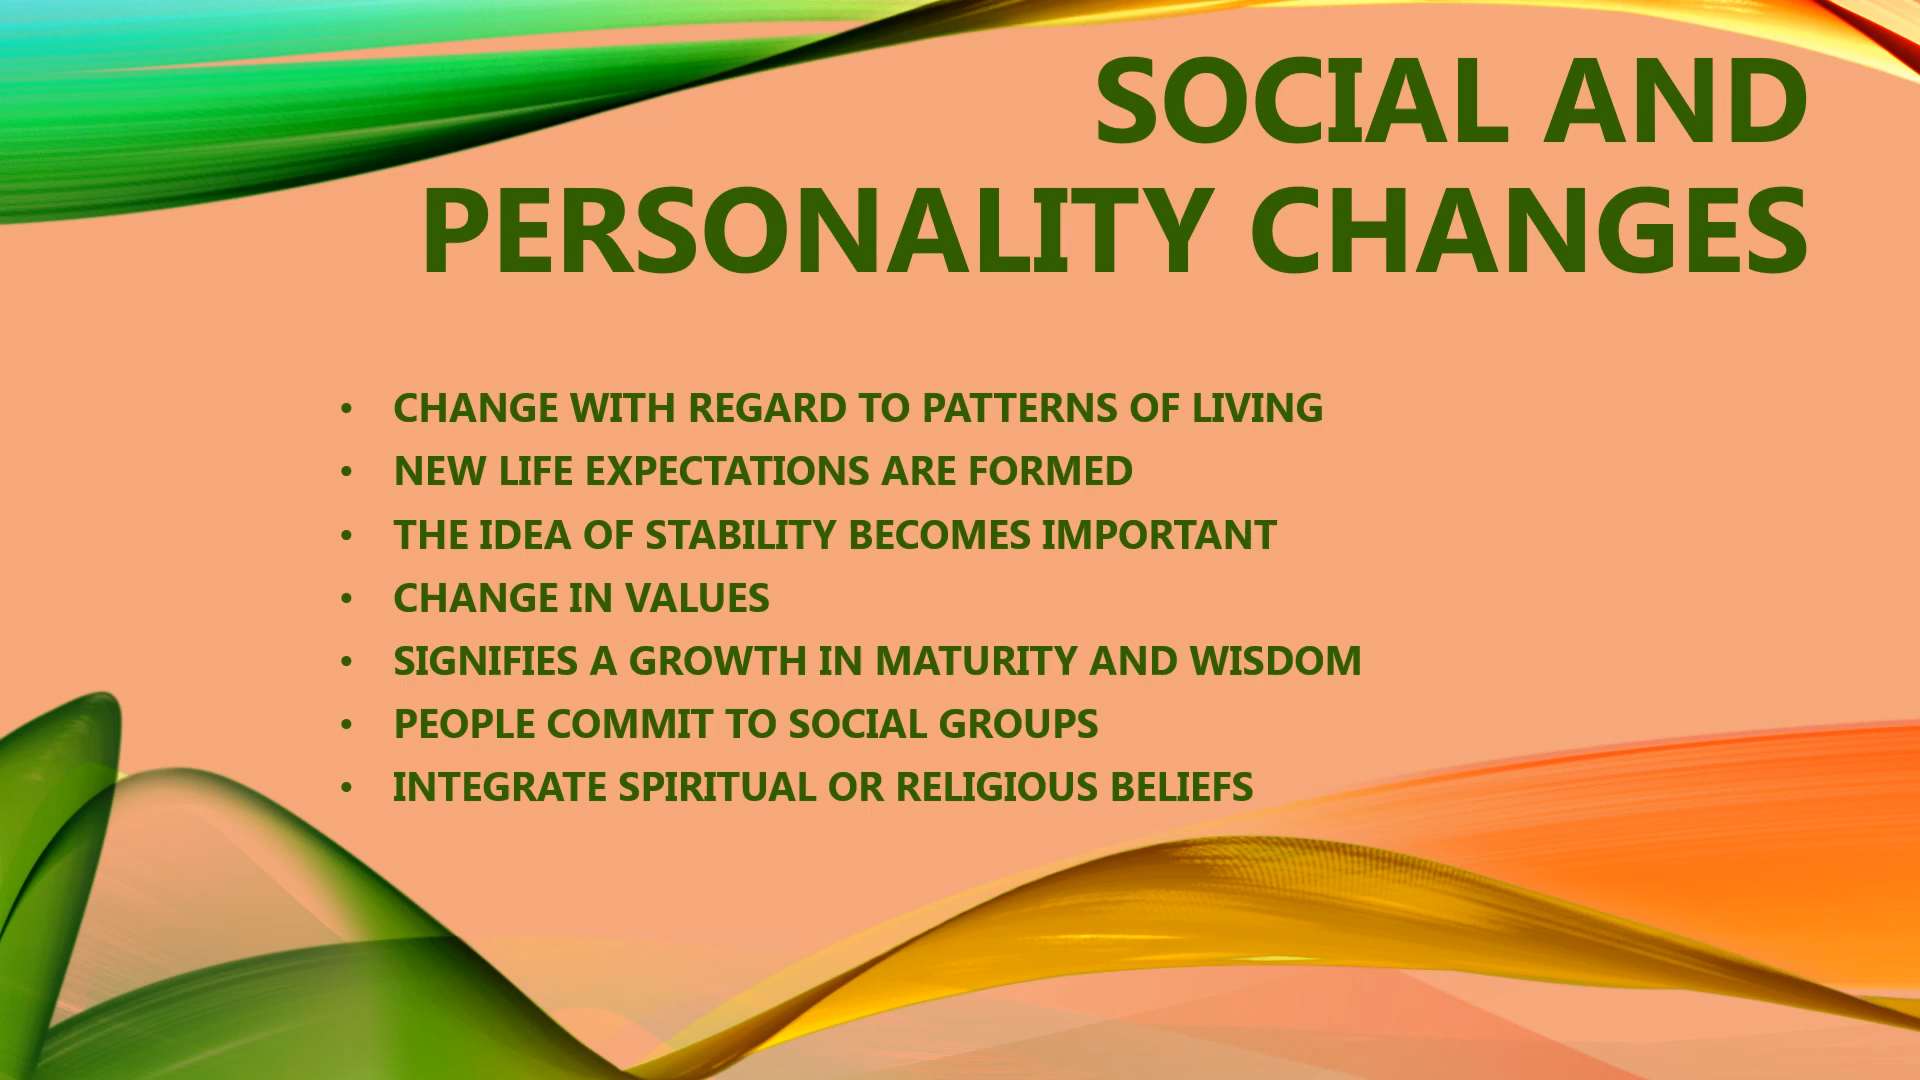 SOCIAL AND
PERSONALITY CHANGES
• CHANGE WITH REGARD TO PATTERNS OF LIVING
• NEW LIFE EXPECTATIONS ARE FORMED
• THE IDEA OF STABILITY BECOMES IMPORTANT
• CHANGE IN VALUES
• SIGNIFIES A GROWTH IN MATURITY AND WISDOM
• PEOPLE COMMIT TO SOCIAL GROUPS
• INTEGRATE SPIRITUAL OR RELIGIOUS BELIEFS